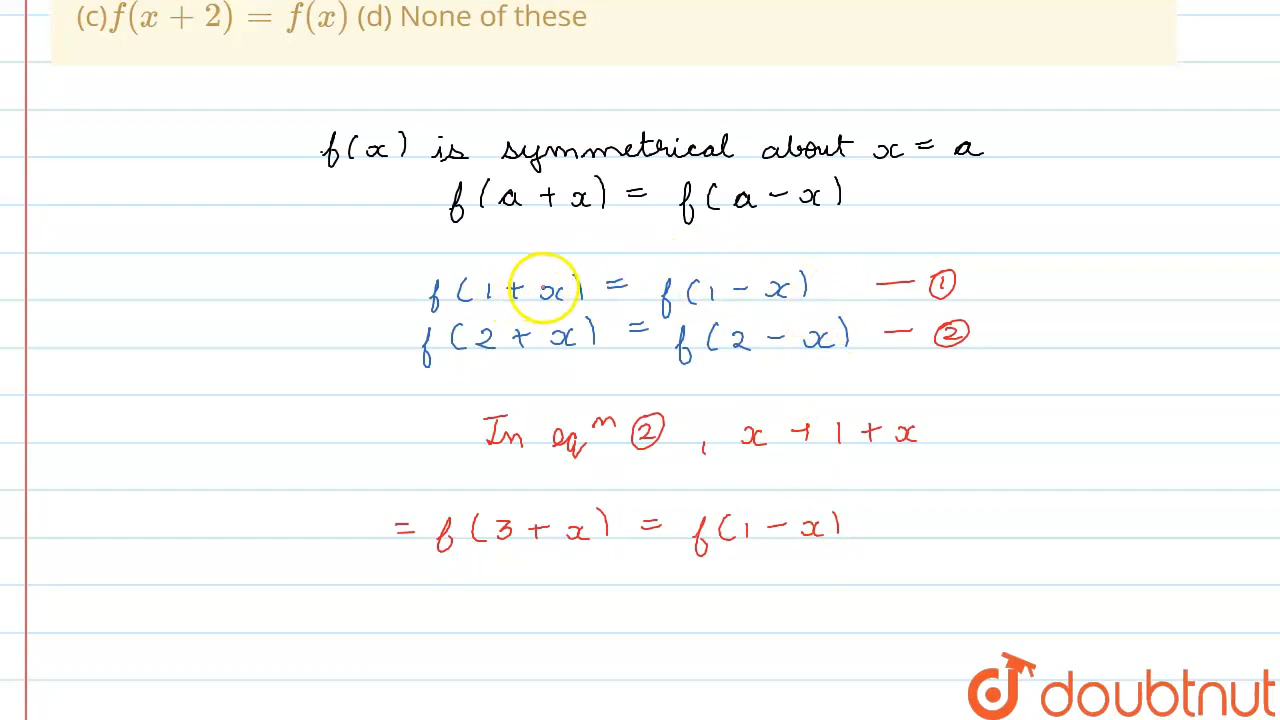 (c)f(x + 2) = f(x) (d) None of these
f(x) is symmetrical about x = a
f(a + x) = f(a - x)
f(1 + x) = f(1 - x) — ①
f(2 + x) = f(2 - x) — ②
In eqⁿ ②, x → 1 + x
= f(3 + x) = f(1 - x)
doubtnut